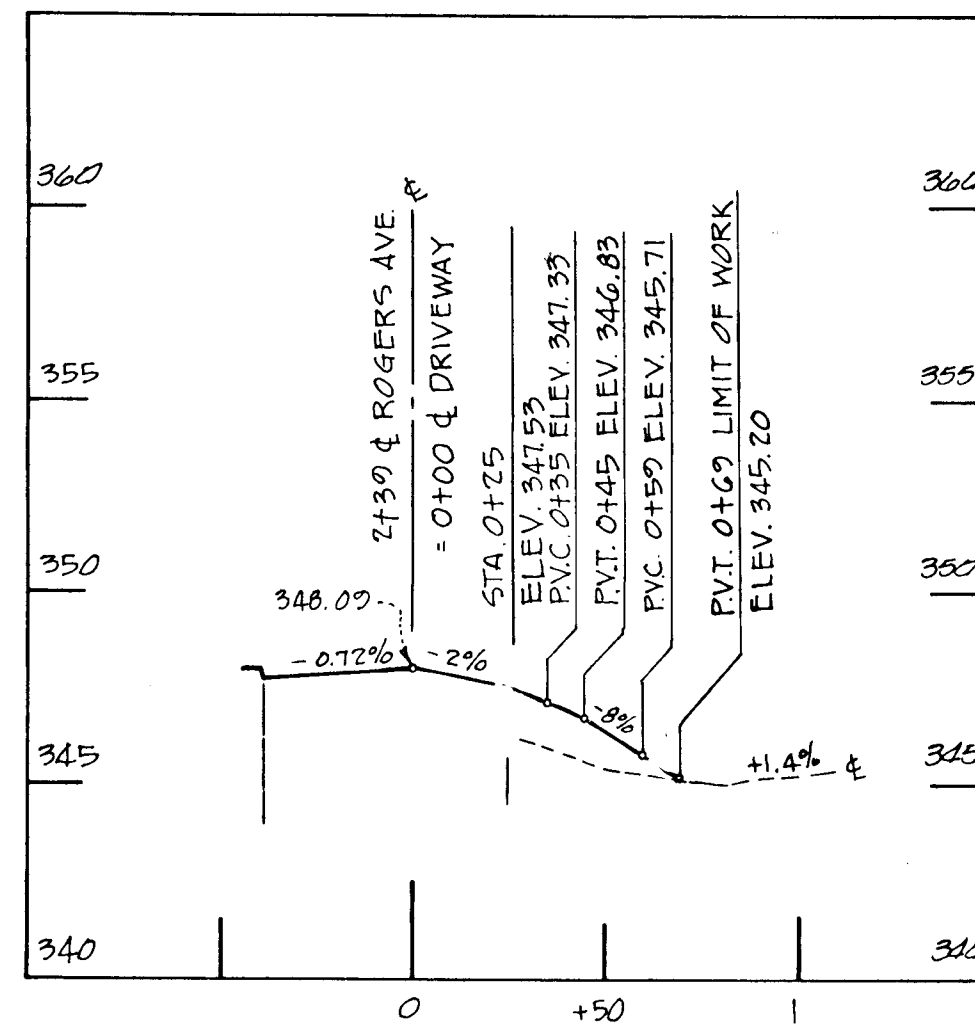 360
360
355
355
350
350
345
345
340
340
℄
2+39 ℄ ROGERS AVE.
= 0+00 ℄ DRIVEWAY
STA. 0+25
ELEV. 347.53
P.V.C. 0+35 ELEV. 347.33
P.V.T. 0+45 ELEV. 346.83
P.V.C. 0+59 ELEV. 345.71
P.V.T. 0+69 LIMIT OF WORK
ELEV. 345.20
348.09
- 0.72%
- 2%
-8%
+1.4% ℄
0
+50
1